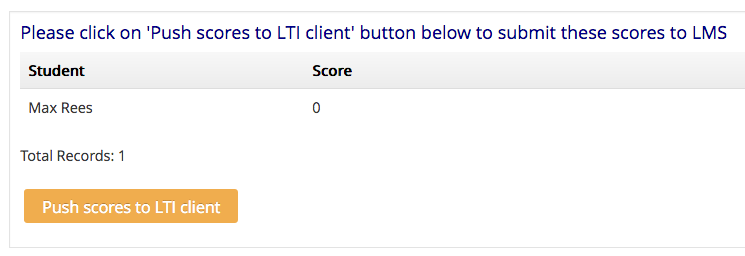 Please click on 'Push scores to LTI client' button below to submit these scores to LMS
Student Score
Max Rees 0
Total Records: 1
Push scores to LTI client